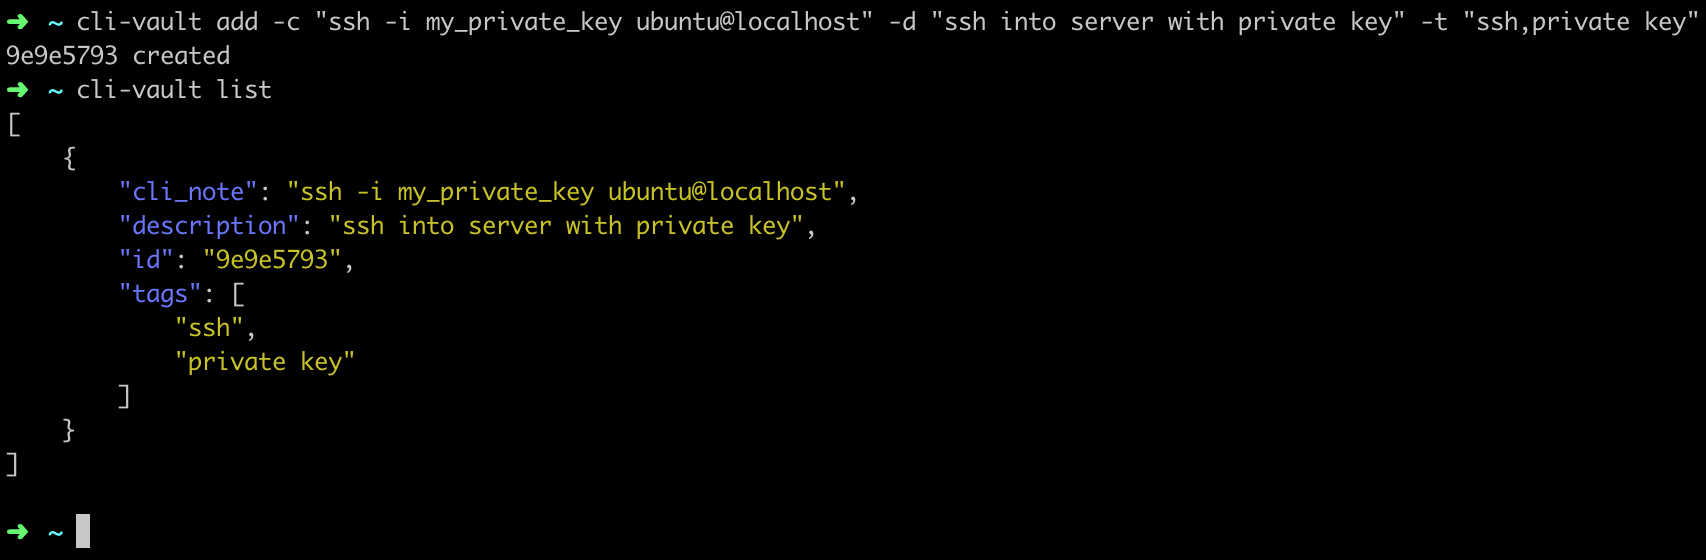 ➜ ~ cli-vault add -c "ssh -i my_private_key ubuntu@localhost" -d "ssh into server with private key" -t "ssh,private key"
9e9e5793 created
➜ ~ cli-vault list
[
    {
        "cli_note": "ssh -i my_private_key ubuntu@localhost",
        "description": "ssh into server with private key",
        "id": "9e9e5793",
        "tags": [
            "ssh",
            "private key"
        ]
    }
]
➜ ~